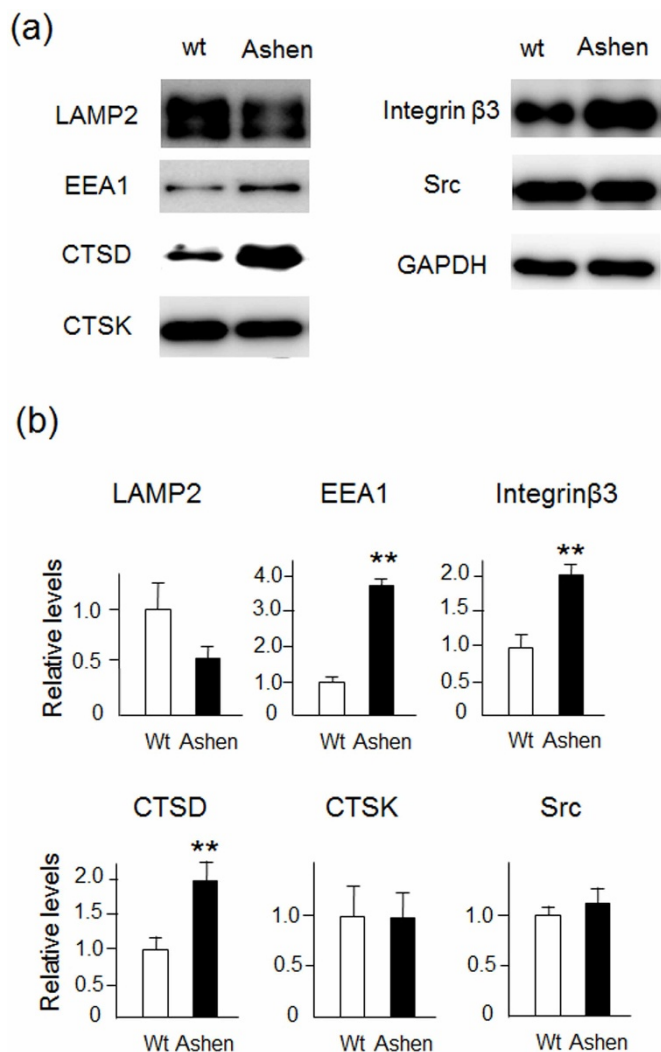 (a)
wt Ashen
LAMP2
EEA1
CTSD
CTSK
wt Ashen
Integrin β3
Src
GAPDH
(b)
LAMP2 EEA1 Integrinβ3
Relative levels
1.0
0.5
0
Wt Ashen
**
4.0
3.0
2.0
1.0
0
Wt Ashen
**
2.0
1.0
0.5
0
Wt Ashen
CTSD CTSK Src
Relative levels
**
2.0
1.5
1.0
0.5
0
Wt Ashen
1.0
0.5
0
Wt Ashen
1.0
0.5
0
Wt Ashen